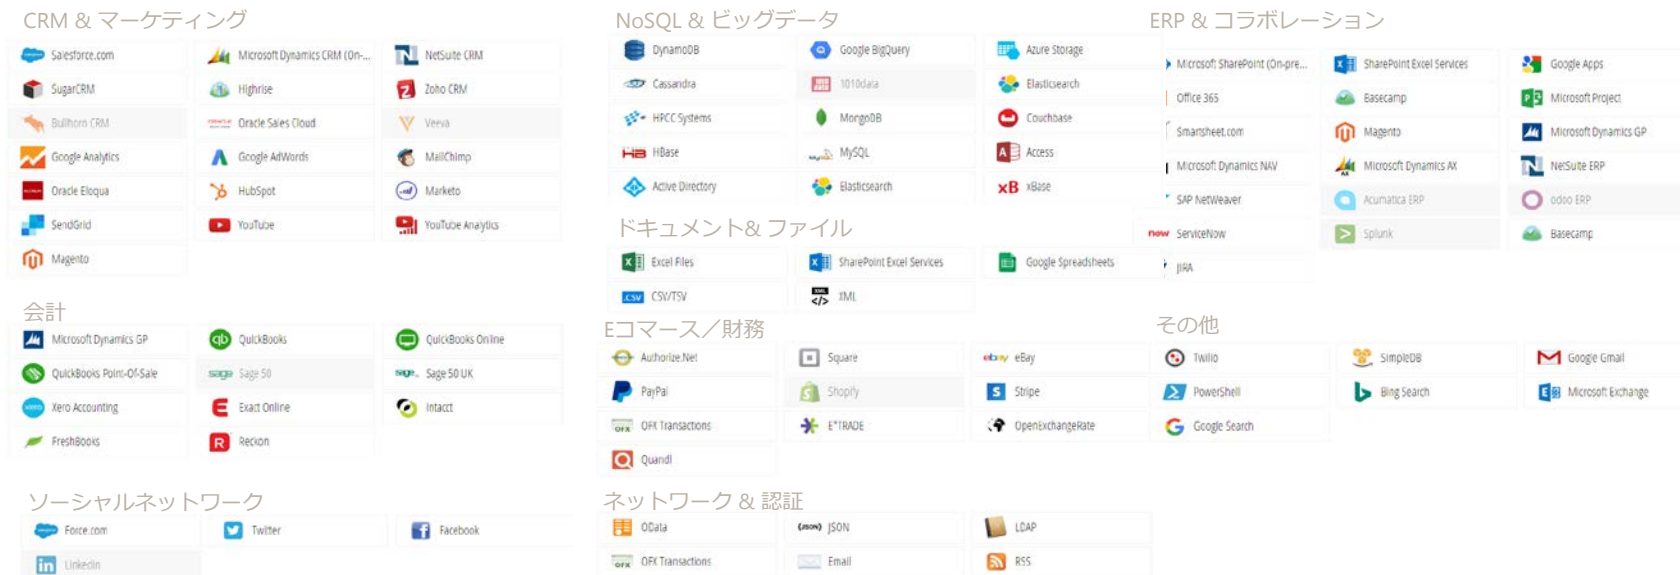 CRM & マーケティング
Salesforce.com
Microsoft Dynamics CRM (On-...
NetSuite CRM
SugarCRM
Highrise
Zoho CRM
Bullhorn CRM
Oracle Sales Cloud
Veeva
Google Analytics
Google AdWords
MailChimp
Oracle Eloqua
HubSpot
Marketo
SendGrid
YouTube
YouTube Analytics
Magento
会計
Microsoft Dynamics GP
QuickBooks
QuickBooks Online
QuickBooks Point-Of-Sale
sage Sage 50
sage Sage 50 UK
xero Xero Accounting
Exact Online
Intacct
FreshBooks
Reckon
ソーシャルネットワーク
Force.com
Twitter
Facebook
LinkedIn
NoSQL & ビッグデータ
DynamoDB
Google BigQuery
Azure Storage
Cassandra
1010data
Elasticsearch
HPCC Systems
MongoDB
Couchbase
HBase
MySQL
Access
Active Directory
Elasticsearch
xB xBase
ドキュメント& ファイル
Excel Files
SharePoint Excel Services
Google Spreadsheets
.CSV CSV/TSV
XML </> XML
Eコマース／財務
Authorize.Net
Square
ebay eBay
PayPal
Shopify
Stripe
OFX OFX Transactions
E*TRADE
OpenExchangeRate
Quandl
ネットワーク & 認証
OData
{JSON} JSON
LDAP
OFX OFX Transactions
Email
RSS
ERP & コラボレーション
Microsoft SharePoint (On-pre...
SharePoint Excel Services
Google Apps
Office 365
Basecamp
Microsoft Project
Smartsheet.com
Magento
Microsoft Dynamics GP
Microsoft Dynamics NAV
Microsoft Dynamics AX
NetSuite ERP
SAP NetWeaver
Acumatica ERP
odoo ERP
now ServiceNow
Splunk
Basecamp
JIRA
その他
Twilio
SimpleDB
Google Gmail
PowerShell
Bing Search
Microsoft Exchange
Google Search